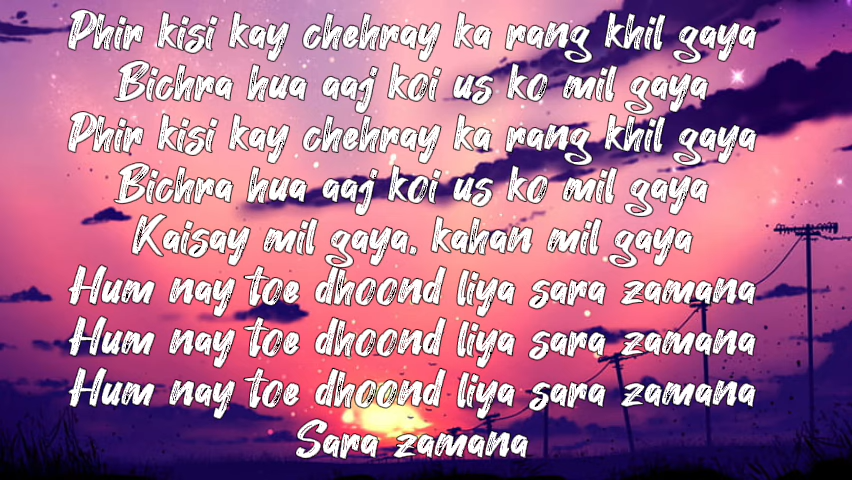 Phir kisi kay chehray ka rang khil gaya
Bichra hua aaj koi us ko mil gaya
Phir kisi kay chehray ka rang khil gaya
Bichra hua aaj koi us ko mil gaya
Kaisay mil gaya, kahan mil gaya
Hum nay toe dhoond liya sara zamana
Hum nay toe dhoond liya sara zamana
Hum nay toe dhoond liya sara zamana
Sara zamana